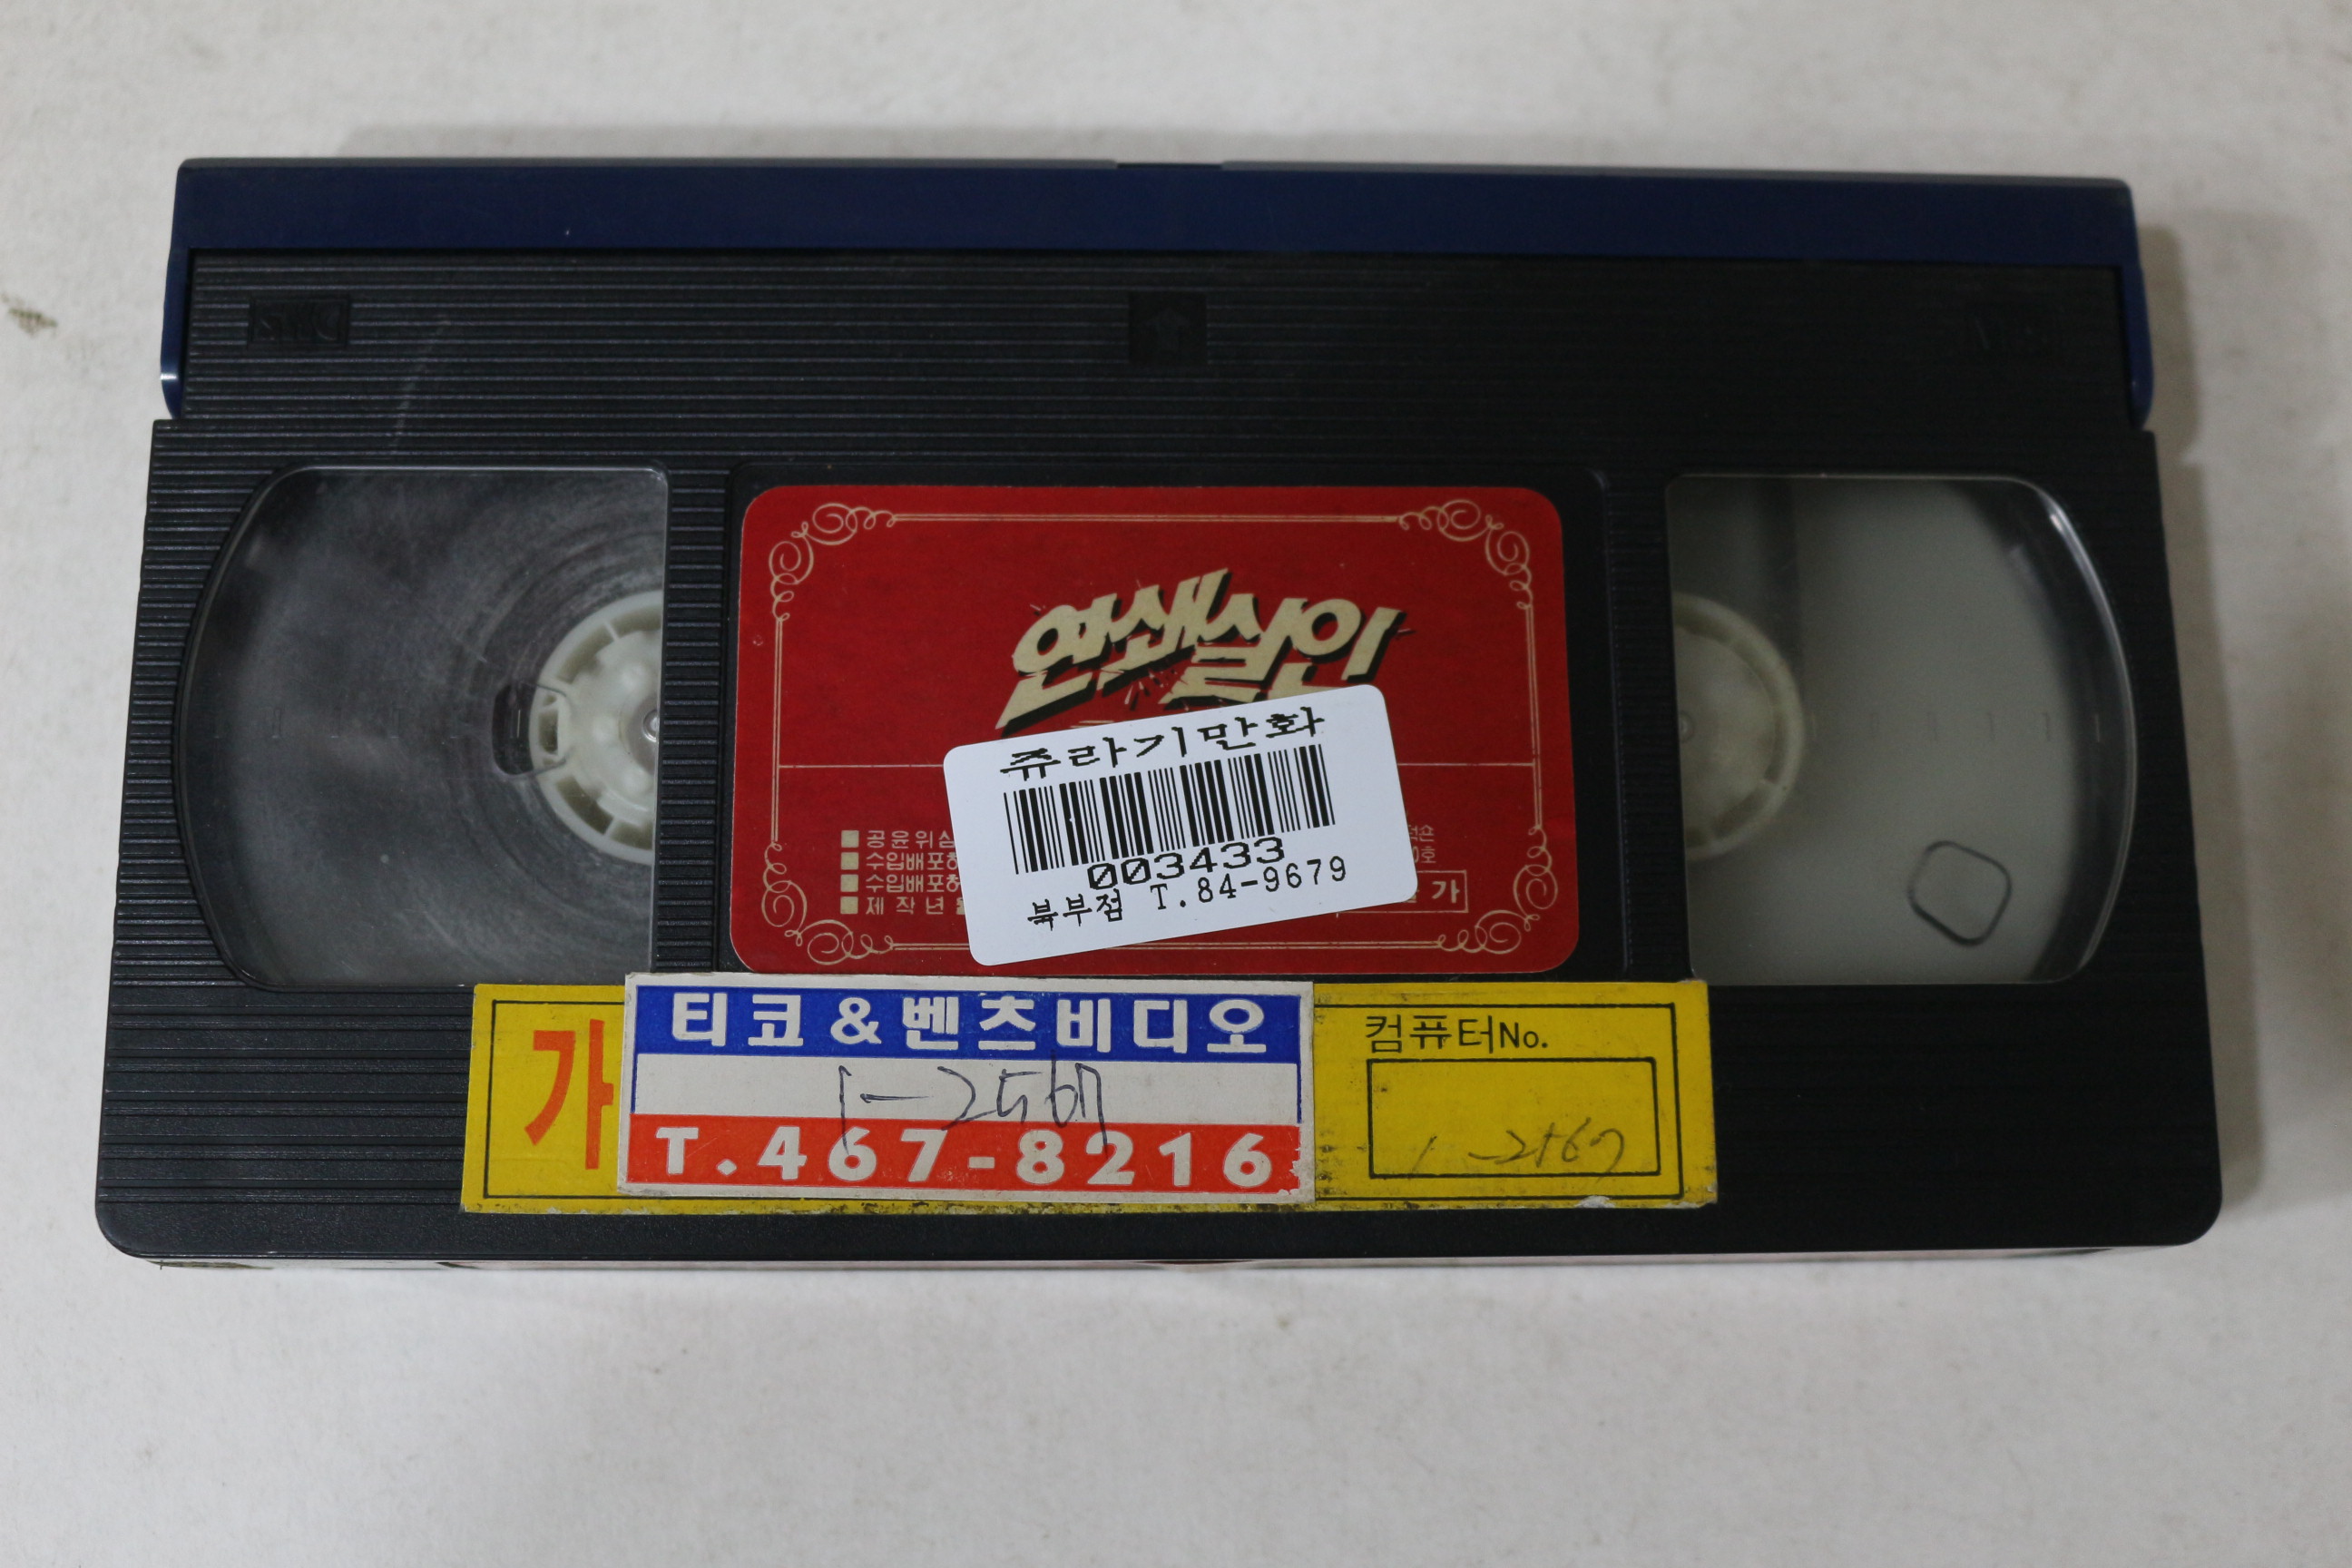 VHS
연쇄살인
쥬라기만화
003433
북부점 T.84-9679
공윤위심
수입배포허
수입배포허
제작년월
가
티코&벤츠비디오
1-2567
T.467-8216
가
컴퓨터No.
1-2567